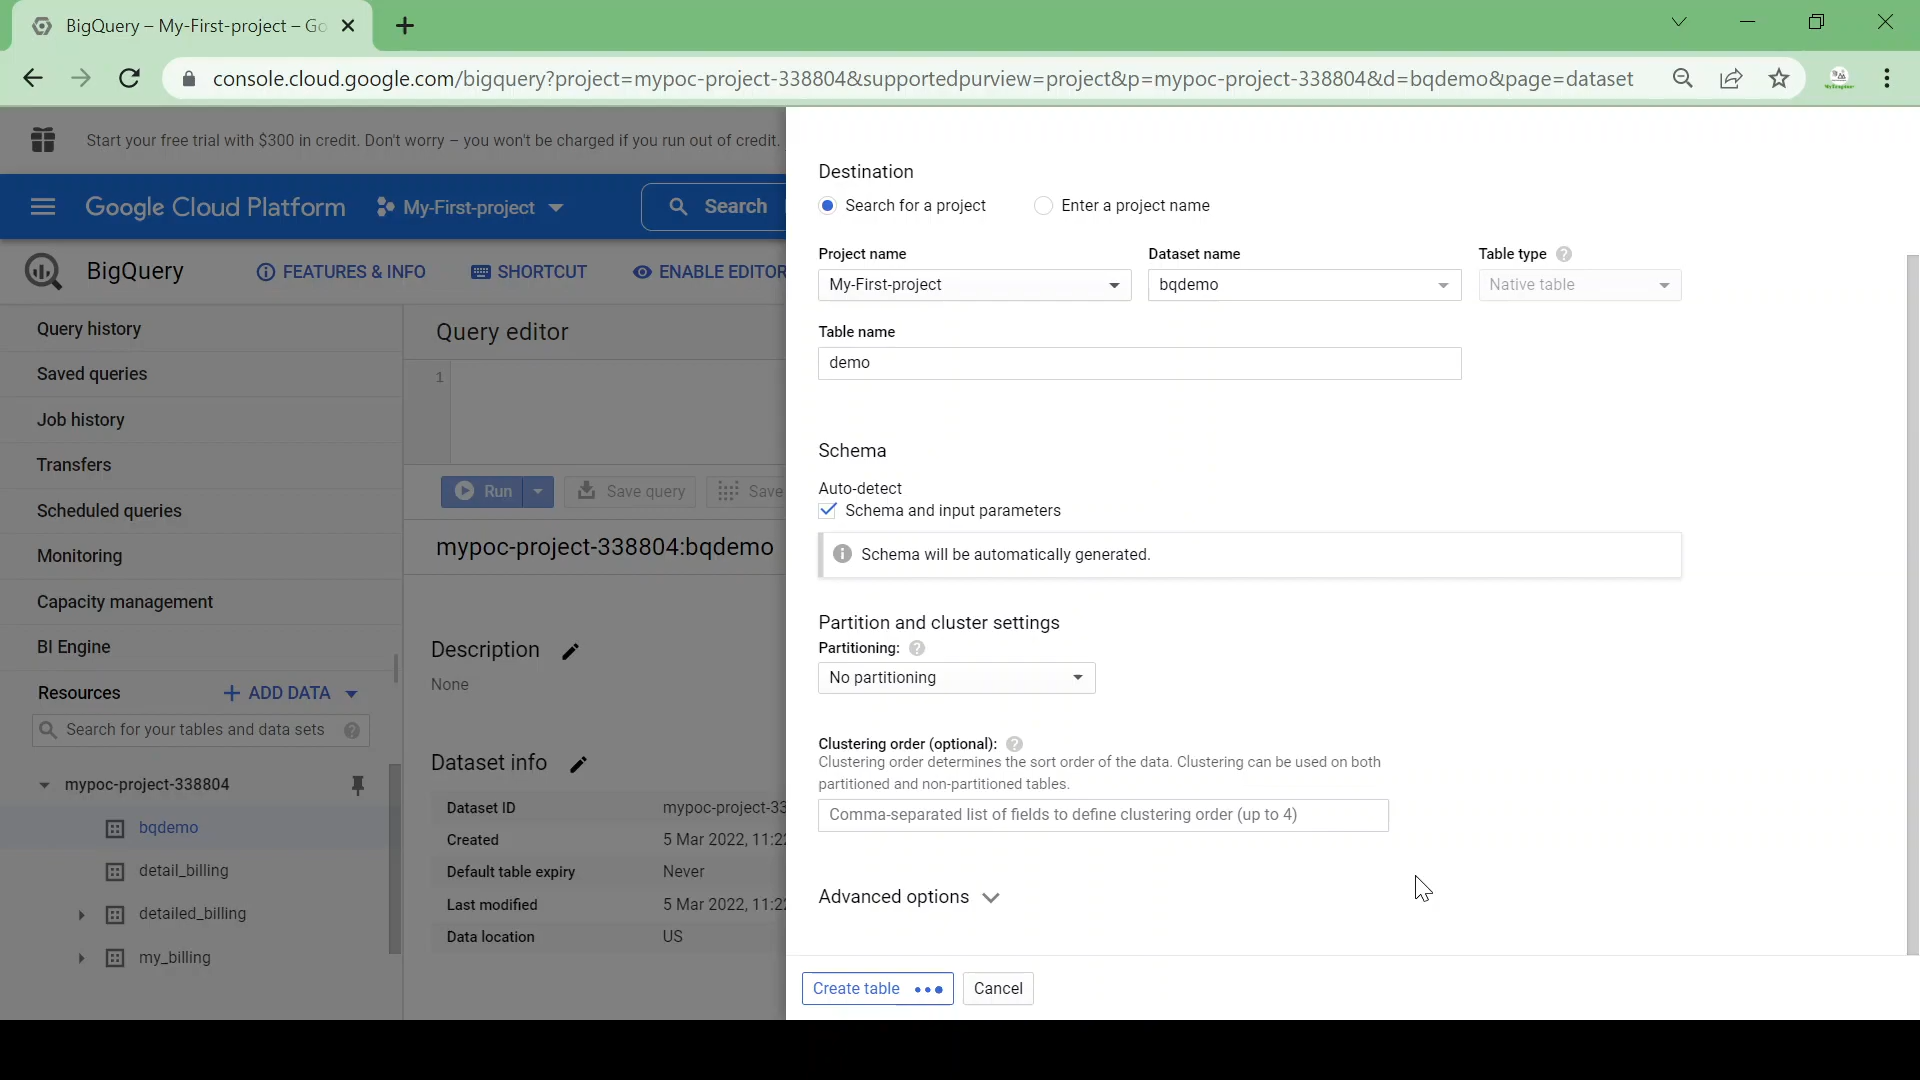 BigQuery – My-First-project – Go
console.cloud.google.com/bigquery?project=mypoc-project-338804&supportedpurview=project&p=mypoc-project-338804&d=bqdemo&page=dataset
Start your free trial with $300 in credit. Don't worry – you won't be charged if you run out of credit.
Google Cloud Platform
My-First-project
Search
BigQuery
FEATURES & INFO
SHORTCUT
ENABLE EDITOR
Query history
Saved queries
Job history
Transfers
Scheduled queries
Monitoring
Capacity management
BI Engine
Resources
ADD DATA
Search for your tables and data sets
mypoc-project-338804
bqdemo
detail_billing
detailed_billing
my_billing
Query editor
1
Run
Save query
Save
mypoc-project-338804:bqdemo
Description
None
Dataset info
Dataset ID mypoc-project-33
Created 5 Mar 2022, 11:2
Default table expiry Never
Last modified 5 Mar 2022, 11:2
Data location US
Destination
Search for a project
Enter a project name
Project name
My-First-project
Dataset name
bqdemo
Table type
Native table
Table name
demo
Schema
Auto-detect
Schema and input parameters
Schema will be automatically generated.
Partition and cluster settings
Partitioning:
No partitioning
Clustering order (optional):
Clustering order determines the sort order of the data. Clustering can be used on both
partitioned and non-partitioned tables.
Comma-separated list of fields to define clustering order (up to 4)
Advanced options
Create table
Cancel